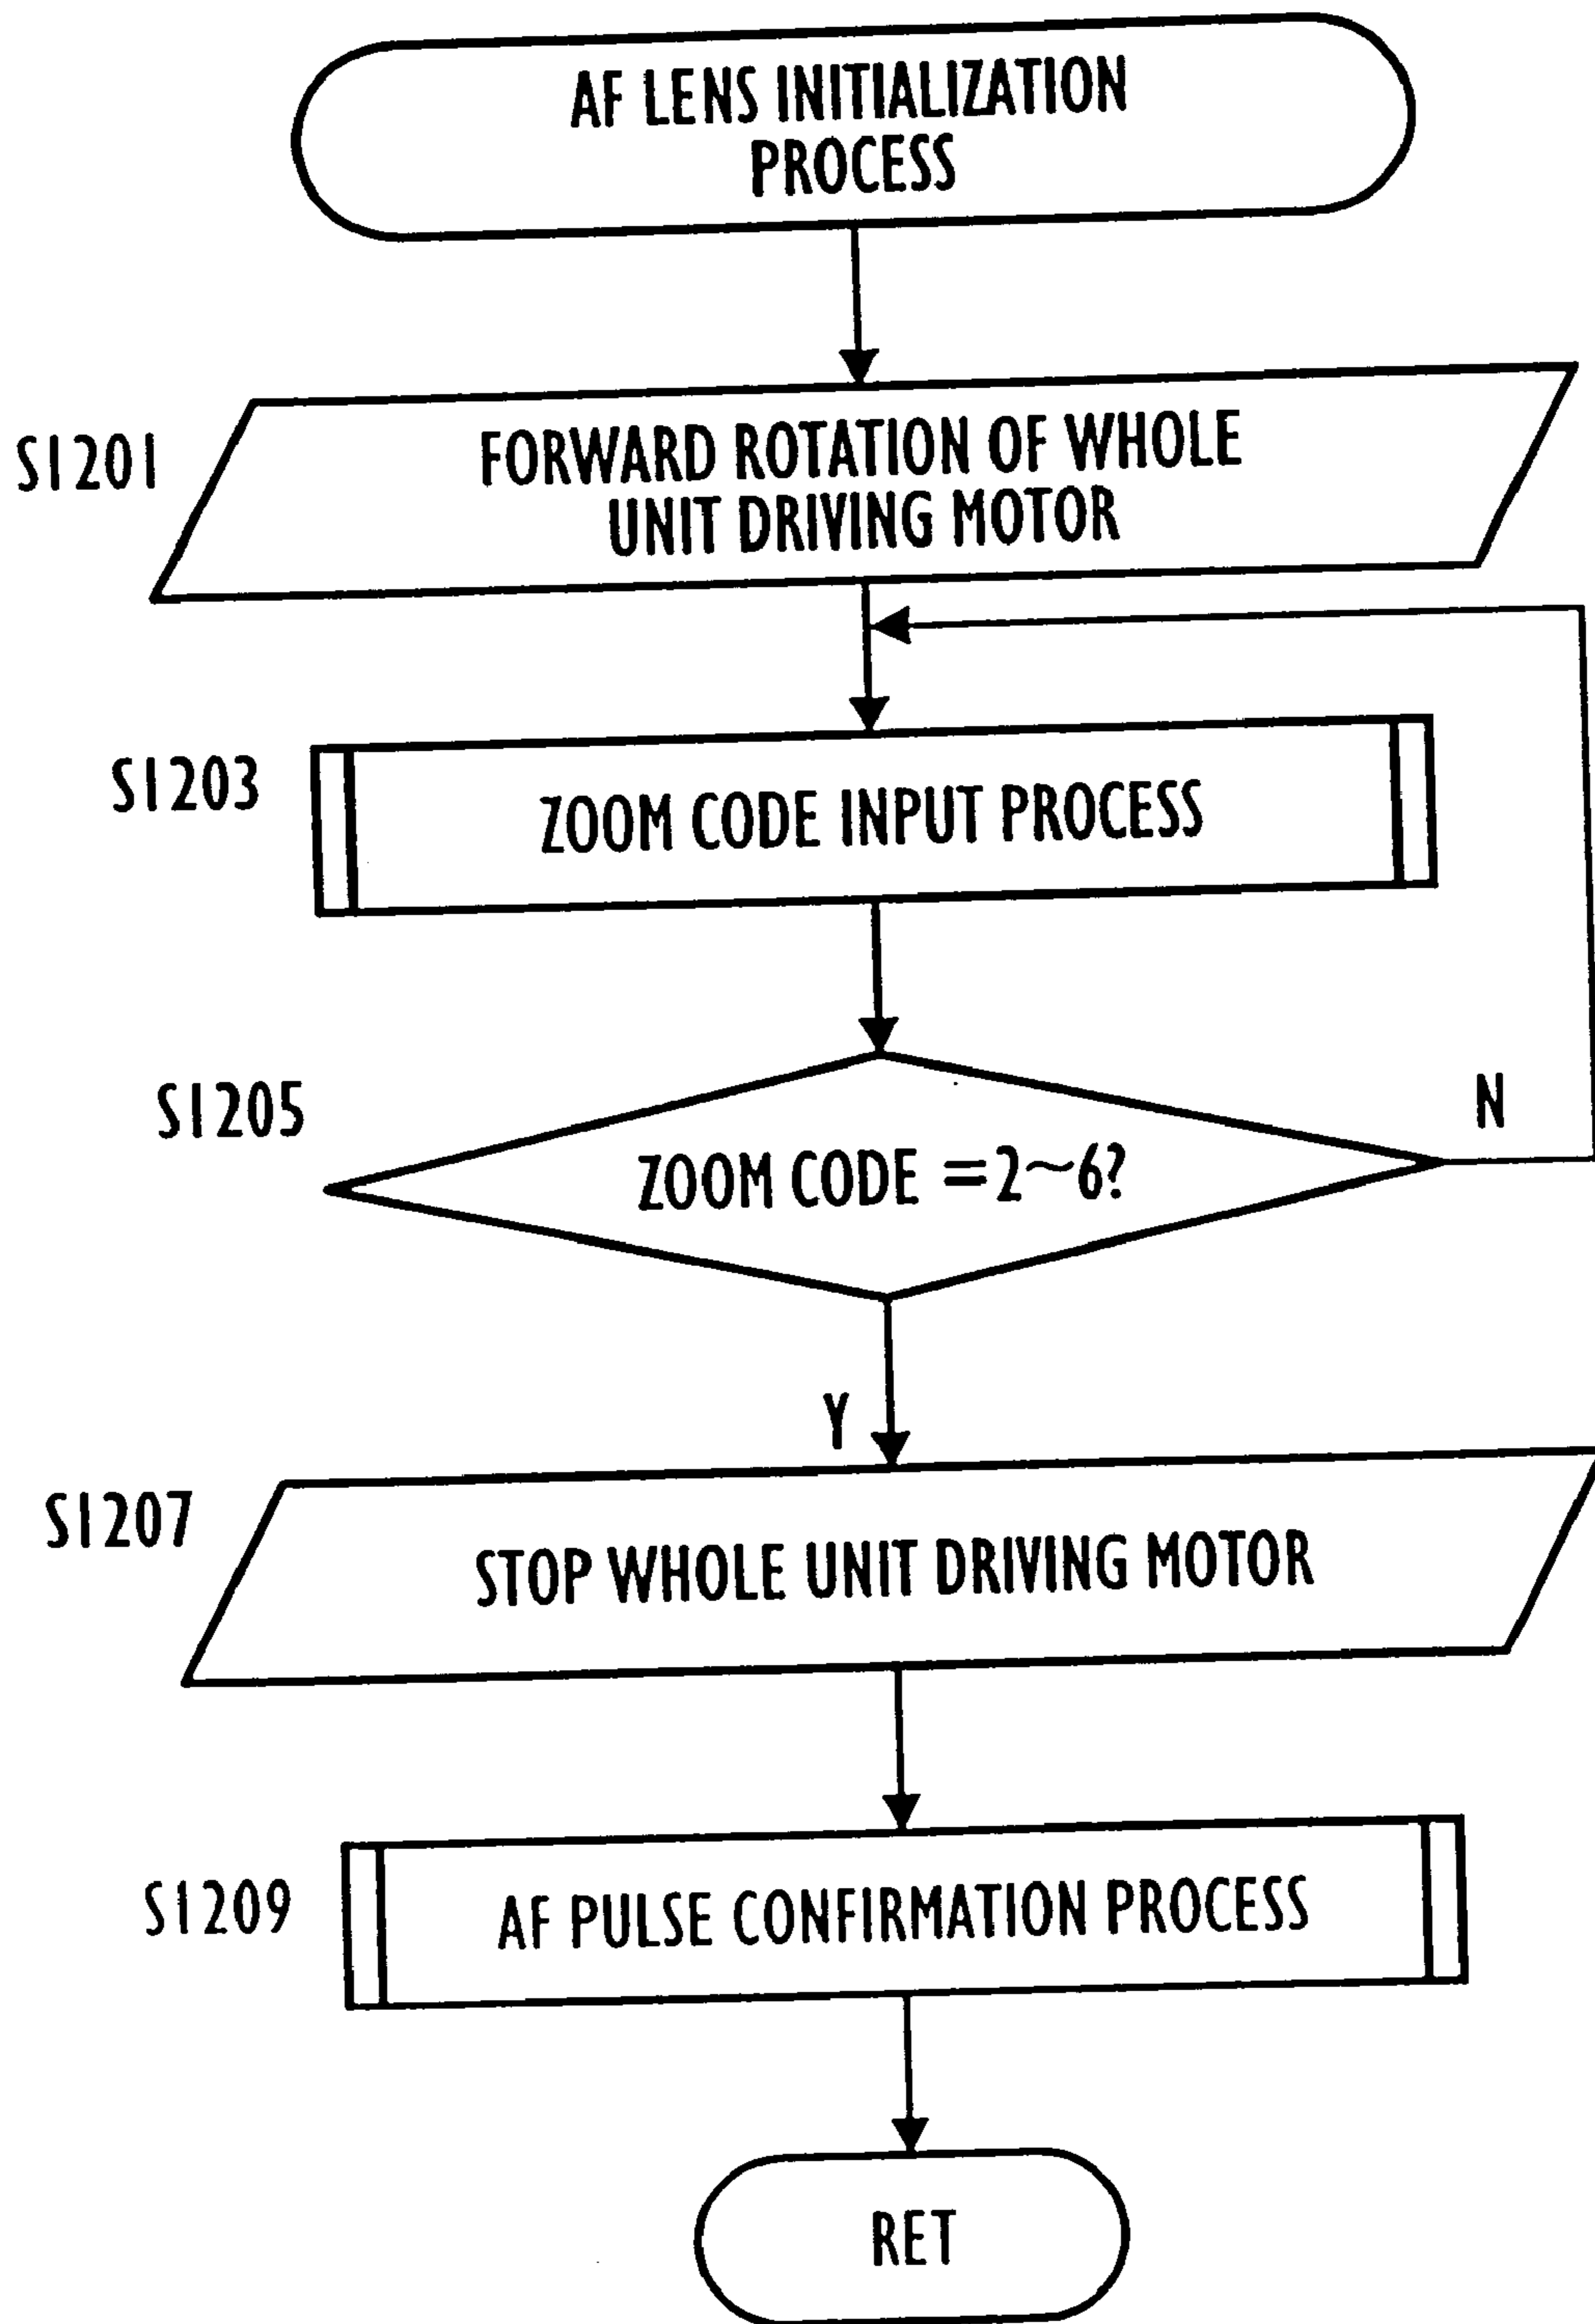 AF LENS INITIALIZATION
PROCESS
S1201
FORWARD ROTATION OF WHOLE
UNIT DRIVING MOTOR
S1203
ZOOM CODE INPUT PROCESS
S1205
ZOOM CODE =2~6?
N
Y
S1207
STOP WHOLE UNIT DRIVING MOTOR
S1209
AF PULSE CONFIRMATION PROCESS
RET